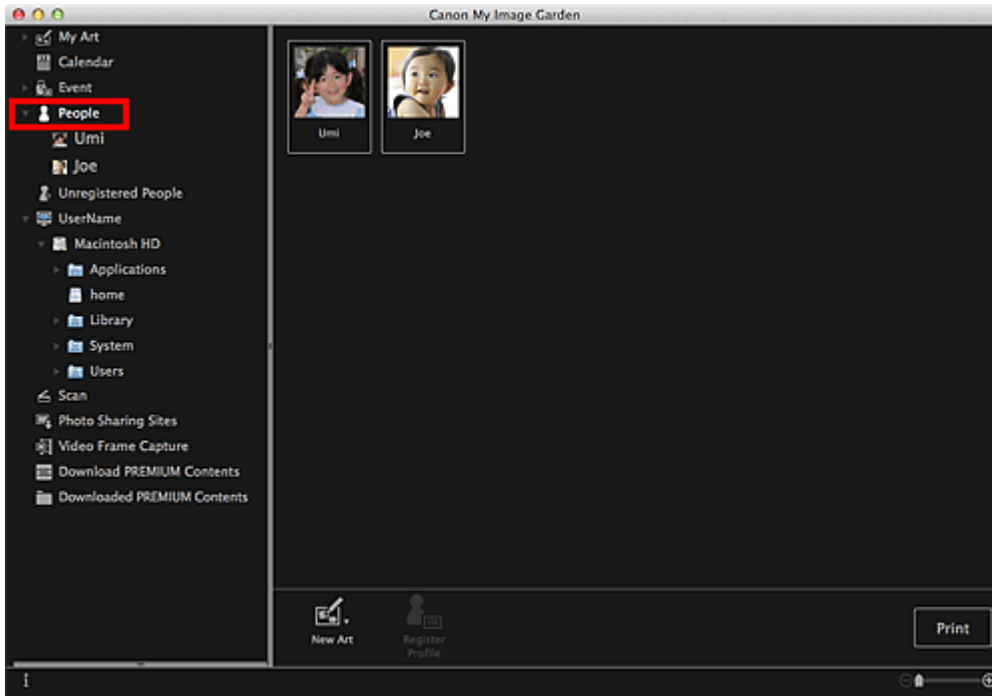 Canon My Image Garden
My Art
Calendar
Event
People
Umi
Joe
Unregistered People
UserName
Macintosh HD
Applications
home
Library
System
Users
Scan
Photo Sharing Sites
Video Frame Capture
Download PREMIUM Contents
Downloaded PREMIUM Contents
Umi
Joe
New Art
Register
Profile
Print